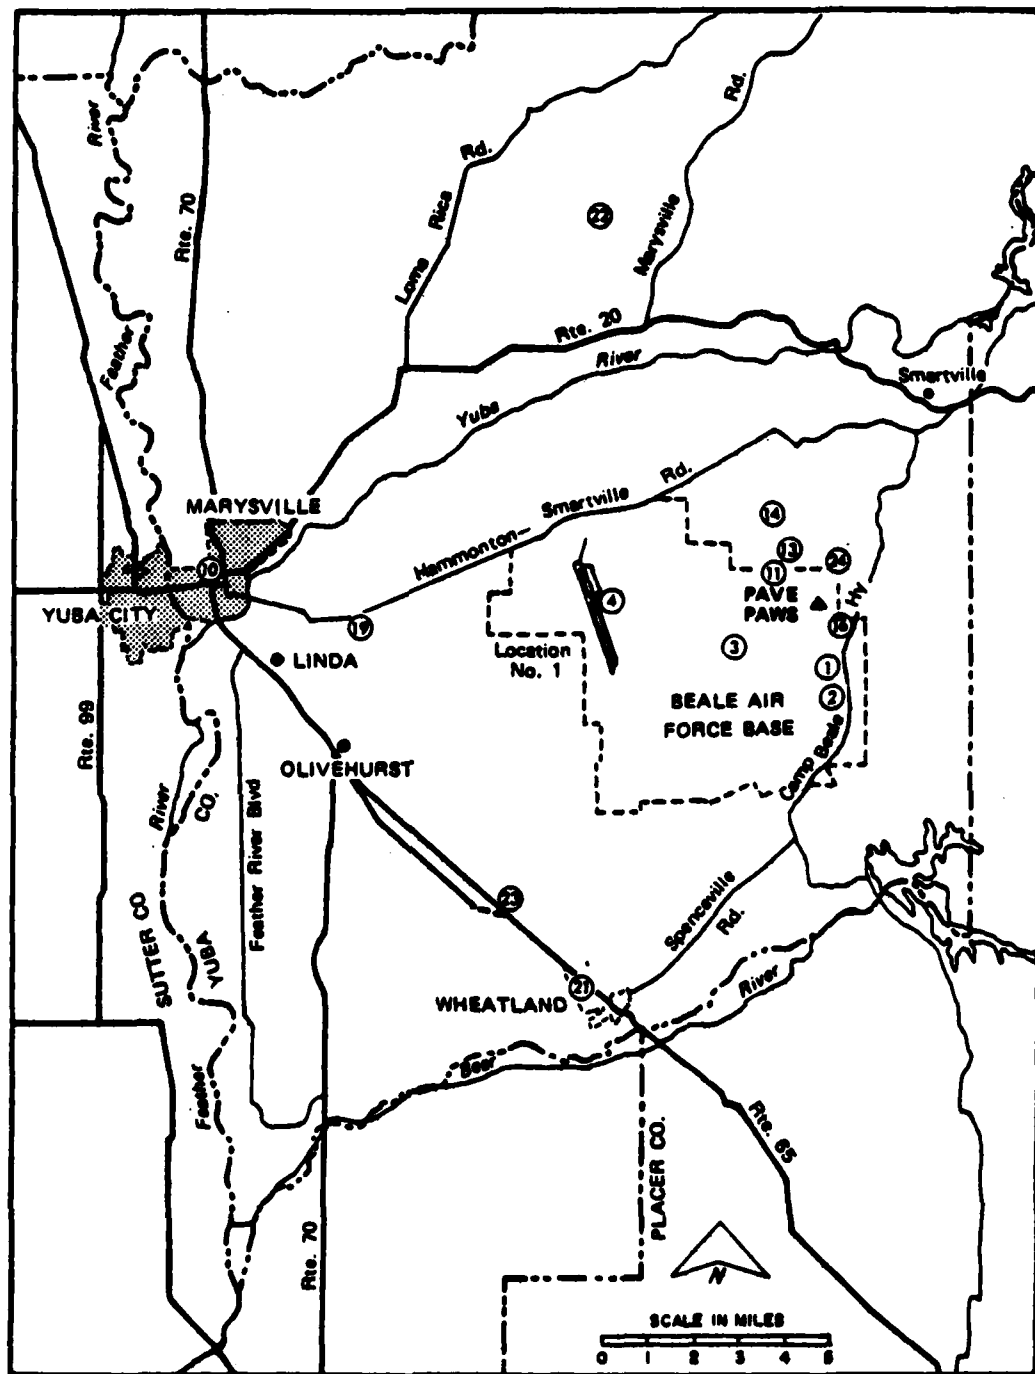 River
Rte. 70
Feather
Loma
Rica
Rd.
22
Marysville
Rd.
Rte. 20
River
Yuba
Smartville
MARYSVILLE
Hammonton–
Smartville
Rd.
14
13
11
24
PAVE
PAWS
Hy
16
10
YUBA CITY
19
LINDA
4
Location
No. 1
3
1
2
BEALE AIR
FORCE BASE
Camp Beale
Rte. 99
CO.
River
OLIVEHURST
Feather River Blvd
23
Spenceville
Rd.
SUTTER CO
YUBA
21
WHEATLAND
River
Bear
Feather
Rte. 65
PLACER CO.
Rte. 70
N
SCALE IN MILES
0 1 2 3 4 5